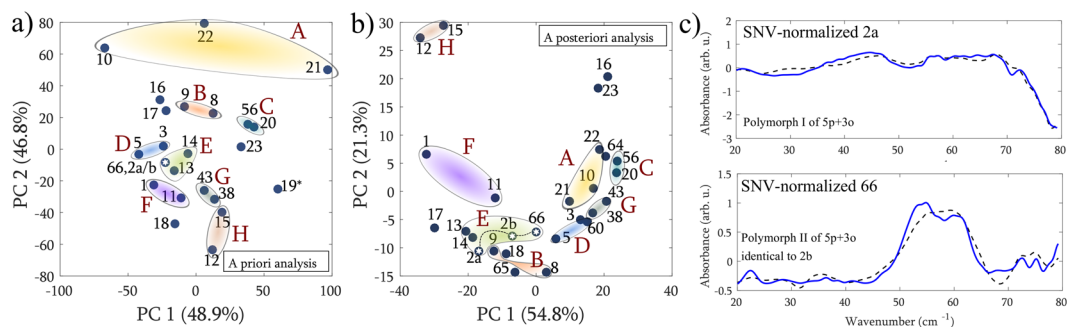 a)
80
60
40
20
0
-20
-40
-60
-80
-100
0
100
PC 2 (46.8%)
PC 1 (48.9%)
A
22
10
21
16
17
9
B
8
56
C
20
23
D
5
3
14
E
66,2a/b
13
1
11
F
43
G
38
19*
18
15
H
12
A priori analysis
b)
30
25
20
15
10
5
0
-5
-10
-15
-40
-20
0
20
40
PC 2 (21.3%)
PC 1 (54.8%)
A posteriori analysis
12
15
H
16
23
1
F
11
22
64
A
56
C
10
20
21
43
G
38
3
60
5
D
17
13
E
2b
66
14
9
2a
18
B
65
8
c)
SNV-normalized 2a
Absorbance (arb. u.)
2
1
0
-1
-2
-3
Polymorph I of 5p+3o
20
30
40
50
60
70
80
SNV-normalized 66
Absorbance (arb. u.)
1.5
0.5
-0.5
Polymorph II of 5p+3o
identical to 2b
20
30
40
50
60
70
80
Wavenumber (cm -1)